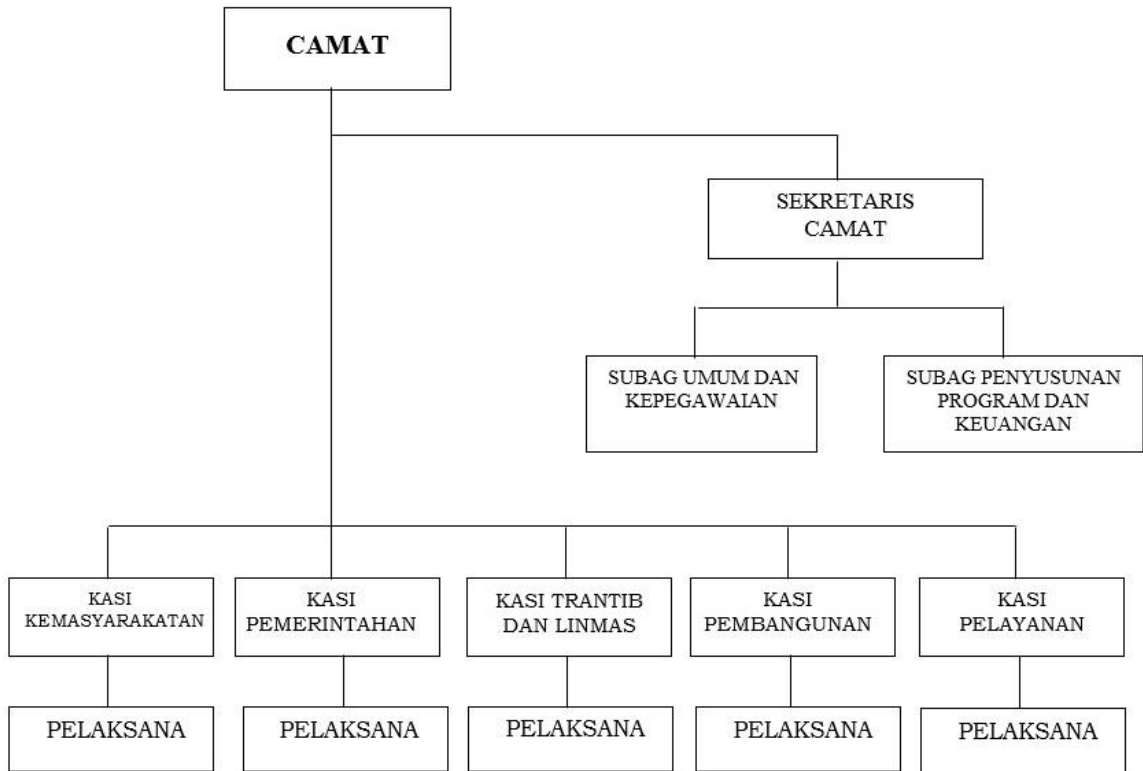 CAMAT
SEKRETARIS
CAMAT
SUBAG UMUM DAN
KEPEGAWAIAN
SUBAG PENYUSUNAN
PROGRAM DAN
KEUANGAN
KASI
KEMASYARAKATAN
KASI
PEMERINTAHAN
KASI TRANTIB
DAN LINMAS
KASI
PEMBANGUNAN
KASI
PELAYANAN
PELAKSANA
PELAKSANA
PELAKSANA
PELAKSANA
PELAKSANA